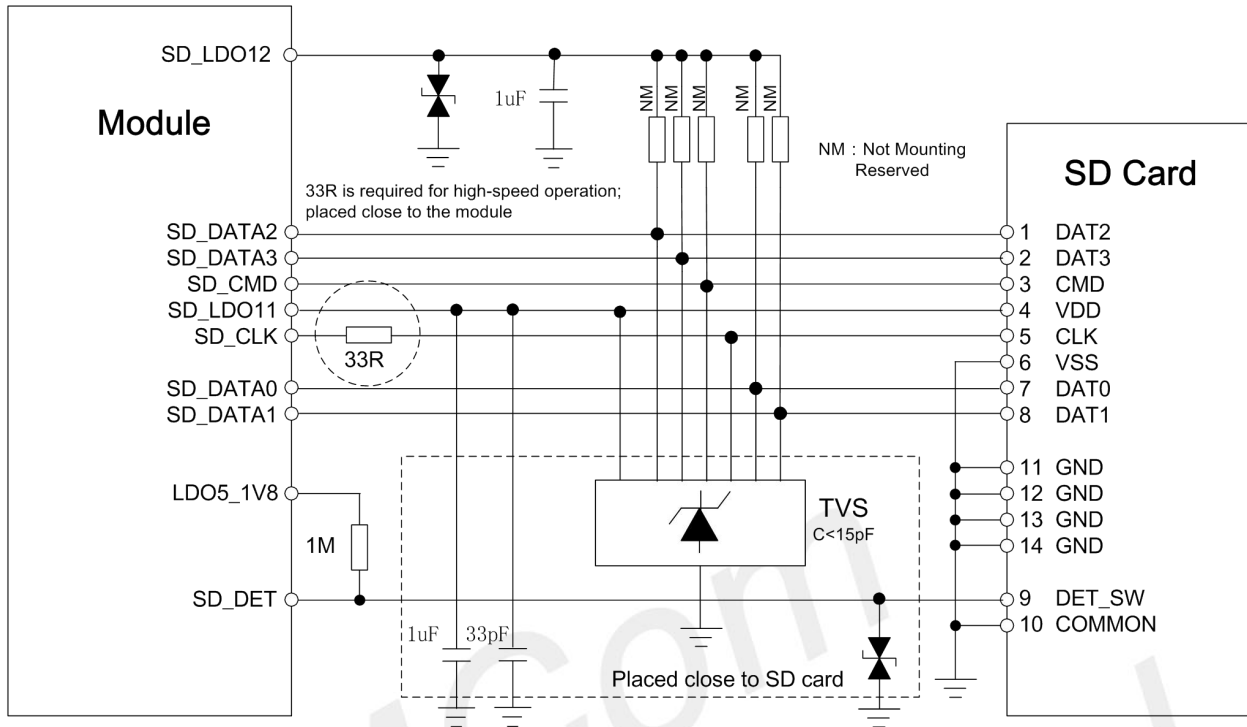 SD_LDO12
Module
1uF
NM
NM
NM
NM
NM
NM : Not Mounting
Reserved
SD Card
33R is required for high-speed operation;
placed close to the module
SD_DATA2
1 DAT2
SD_DATA3
2 DAT3
SD_CMD
3 CMD
SD_LDO11
4 VDD
SD_CLK
5 CLK
33R
6 VSS
SD_DATA0
7 DAT0
SD_DATA1
8 DAT1
11 GND
LDO5_1V8
12 GND
TVS
C<15pF
13 GND
1M
14 GND
SD_DET
9 DET_SW
1uF
33pF
10 COMMON
Placed close to SD card